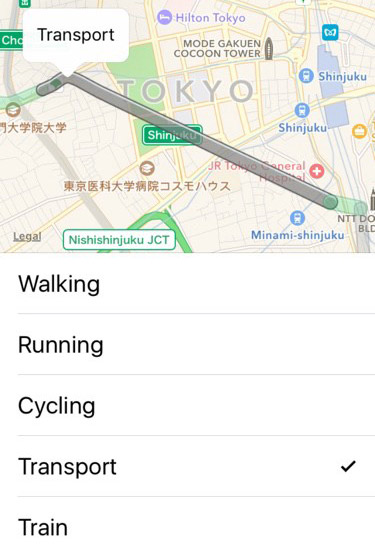 Transport
Cho
Hilton Tokyo
MODE GAKUEN
COCOON TOWER
TOKYO
Shinjuku
門大学院大学
Shinjuku
Shinjuku
JR Tokyo General
Hospital
東京医科大学病院コスモハウス
NTT DO
BLD
Minami-shinjuku
Legal
Nishishinjuku JCT
Walking
Running
Cycling
Transport
Train